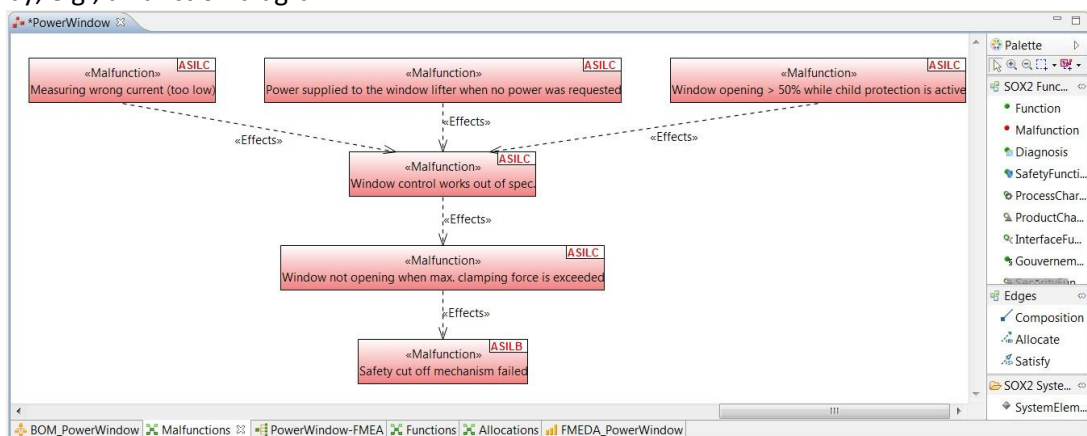 *PowerWindow
«Malfunction» ASILC
Measuring wrong current (too low)
«Malfunction» ASILC
Power supplied to the window lifter when no power was requested
«Malfunction» ASILC
Window opening > 50% while child protection is active
«Effects»
«Effects»
«Effects»
«Malfunction» ASILC
Window control works out of spec.
«Effects»
«Malfunction» ASILC
Window not opening when max. clamping force is exceeded
«Effects»
«Malfunction» ASILB
Safety cut off mechanism failed
Palette
SOX2 Func...
Function
Malfunction
Diagnosis
SafetyFuncti...
ProcessChar...
ProductCha...
InterfaceFu...
Gouvernem...
Edges
Composition
Allocate
Satisfy
SOX2 Syste...
SystemElem...
BOM_PowerWindow Malfunctions PowerWindow-FMEA Functions Allocations FMEDA_PowerWindow